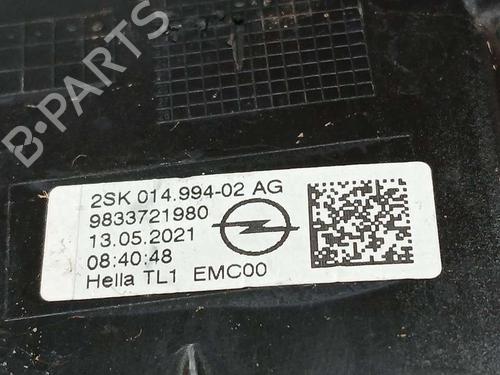 B-PARTS
2SK 014.994-02 AG
9833721980
13.05.2021
08:40:48
Hella TL1 EMC00